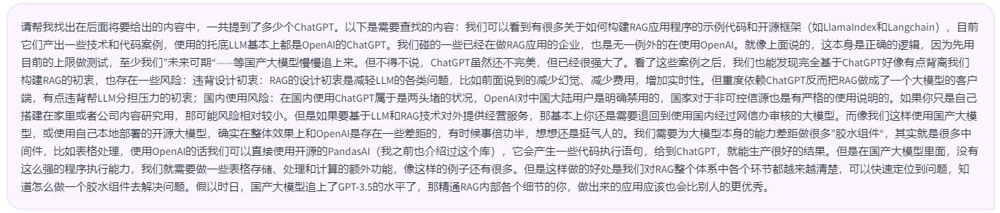 请帮我找出在后面将要给出的内容中，一共提到了多少个ChatGPT。以下是需要查找的内容：我们可以看到有很多关于如何构建RAG应用程序的示例代码和开源框架（如LlamaIndex和Langchain），目前
它们产出一些技术和代码案例，使用的托底LLM基本上都是OpenAI的ChatGPT。我们碰的一些已经在做RAG应用的企业，也是无一例外的在使用OpenAI。就像上面说的，这本身是正确的逻辑，因为先用
目前的上限做测试，至少我们”未来可期“——等国产大模型慢慢追上来。但不得不说，ChatGPT虽然还不完美，但已经很强大了。看了这些案例之后，我们也能发现完全基于ChatGPT好像有点背离我们
构建RAG的初衷，也存在一些风险：违背设计初衷：RAG的设计初衷是减轻LLM的各类问题，比如前面说到的减少幻觉、减少费用，增加实时性。但重度依赖ChatGPT反而把RAG做成了一个大模型的客户
端，有点违背帮LLM分担压力的初衷；国内使用风险：在国内使用ChatGPT属于是两头堵的状况，OpenAI对中国大陆用户是明确禁用的，国家对于非可控信源也是有严格的使用说明的。如果你只是自己
搭建在家里或者公司内容研究用，那可能风险相对较小。但是如果要基于LLM和RAG技术对外提供经营服务，那基本上你还是需要退回到使用国内经过网信办审核的大模型。而像我们这样使用国产大模
型，或使用自己本地部署的开源大模型，确实在整体效果上和OpenAI是存在一些差距的，有时候事倍功半，想想还是挺气人的。我们需要为大模型本身的能力差距做很多”胶水组件“，其实就是很多中
间件，比如表格处理，使用OpenAI的话我们可以直接使用开源的PandasAI（我之前也介绍过这个库），它会产生一些代码执行语句，给到ChatGPT，就能生产很好的结果。但是在国产大模型里面，没有
这么强的程序执行能力，我们就需要做一些表格存储、处理和计算的额外功能，像这样的例子还有很多。但是这样做的好处是我们对RAG整个体系中各个环节都越来越清楚，可以快速定位到问题，知
道怎么做一个胶水组件去解决问题。假以时日，国产大模型追上了GPT-3.5的水平了，那精通RAG内部各个细节的你，做出来的应用应该也会比别人的更优秀。